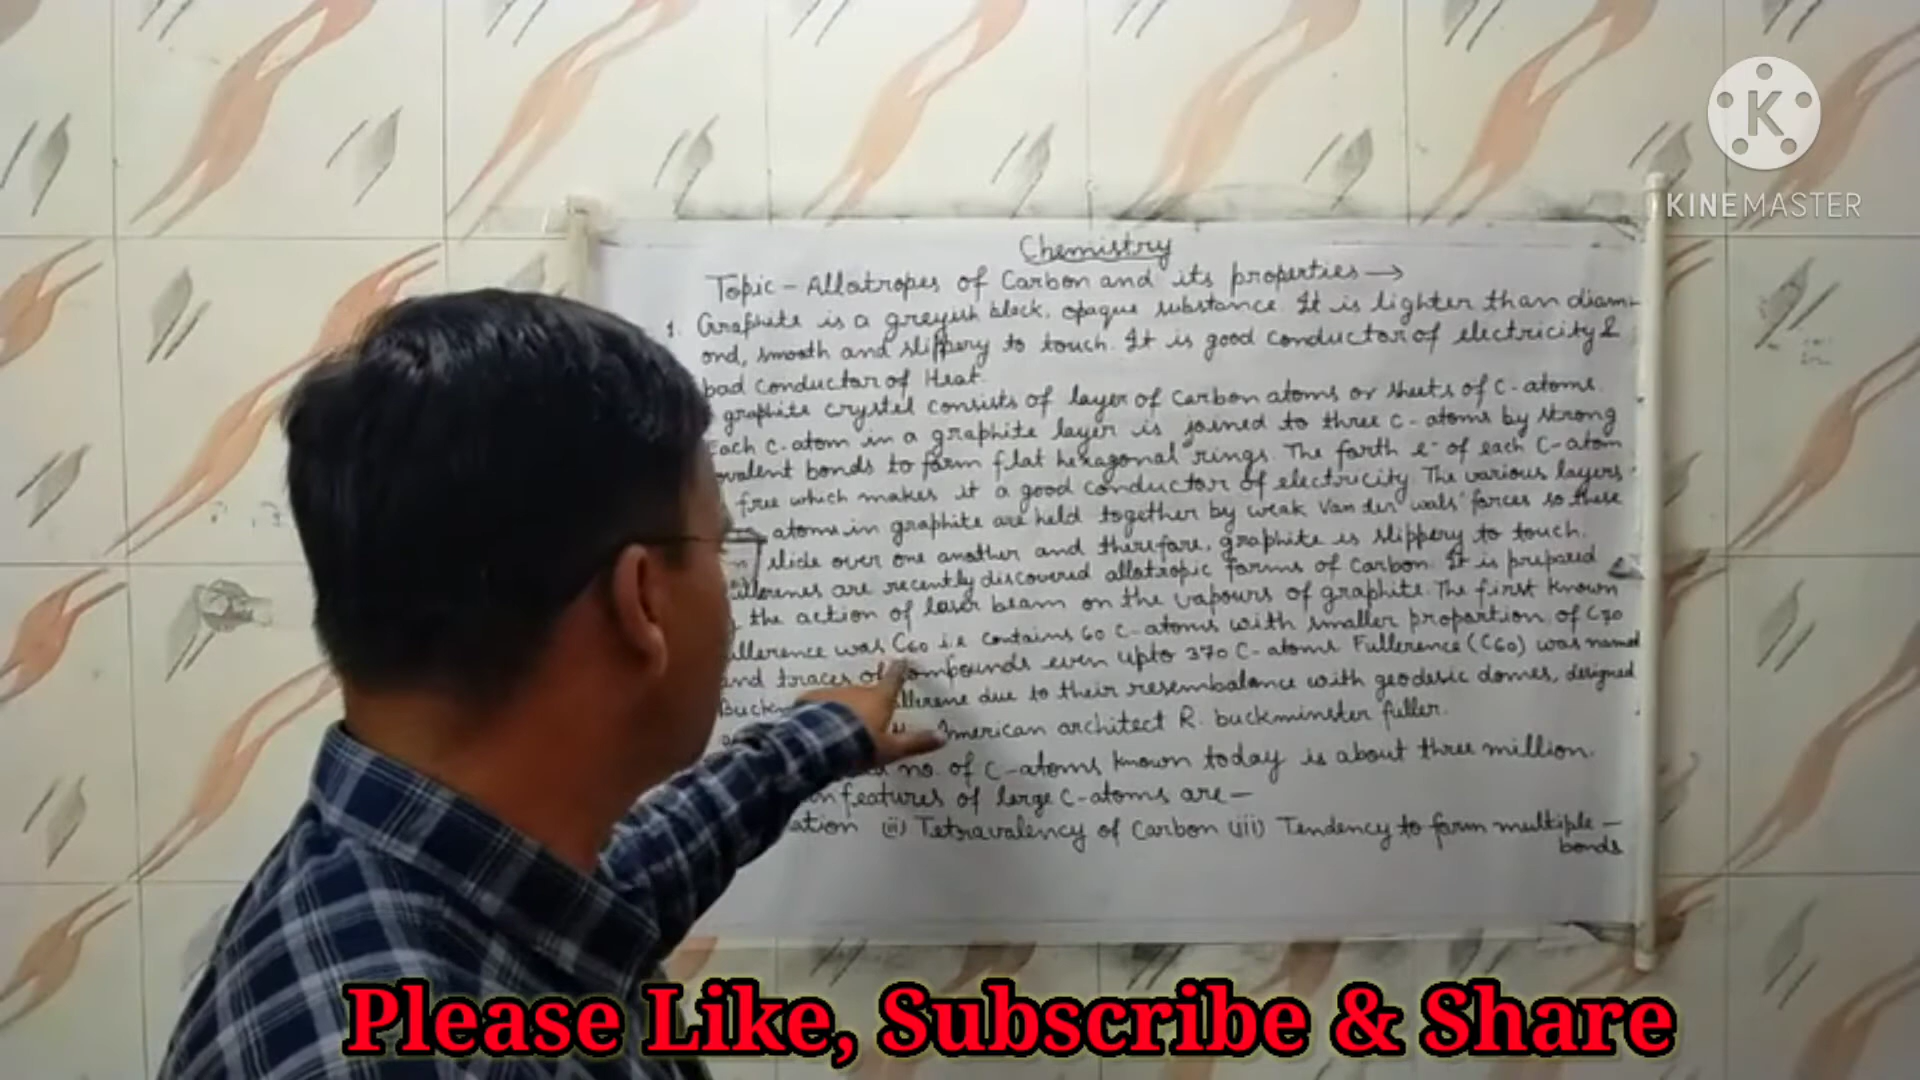 K
KINEMASTER
Chemistry
Topic - Allotropes of Carbon and its properties →
1. Graphite is a greyish black, opaque substance. It is lighter than diam-
ond, smooth and slippery to touch. It is good conductor of electricity &
bad conductor of Heat.
graphite crystel consists of layer of carbon atoms or sheets of C-atoms.
Each C-atom in a graphite layer is joined to three C-atoms by strong
ovalent bonds to form flat hexagonal rings. The forth e- of each C-atom
free which makes it a good conductor of electricity. The various layers
atoms in graphite are held together by weak Van der wals' forces so these
slide over one another and therefore, graphite is slippery to touch.
ullerenes are recently discovered allotropic forms of Carbon. It is prepared
the action of laser beam on the vapours of graphite. The first known
ullerence was C60 i.e contains 60 C-atoms with smaller proportion of C70
and traces of compounds even upto 370 C-atoms. Fullerence (C60) was named
Buckm llerene due to their resembalance with geodesic domes, designed
American architect R. buckminster fuller.
no. of C-atoms known today is about three million.
features of large C-atoms are -
ation (ii) Tetravalency of Carbon (iii) Tendency to form multiple -
bonds
Please Like, Subscribe & Share